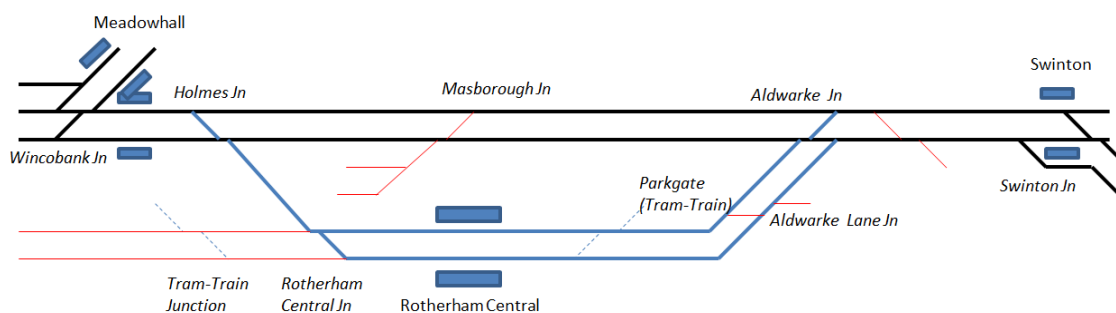 Meadowhall
Holmes Jn
Masborough Jn
Aldwarke Jn
Swinton
Wincobank Jn
Parkgate
(Tram-Train)
Swinton Jn
Aldwarke Lane Jn
Tram-Train
Junction
Rotherham
Central Jn
Rotherham Central